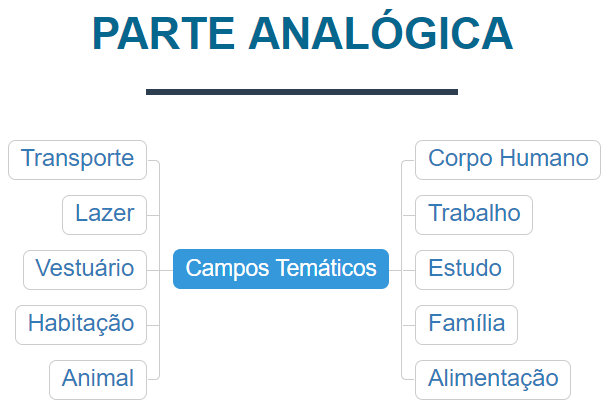 PARTE ANALÓGICA
Transporte
Lazer
Vestuário
Habitação
Animal
Campos Temáticos
Corpo Humano
Trabalho
Estudo
Família
Alimentação